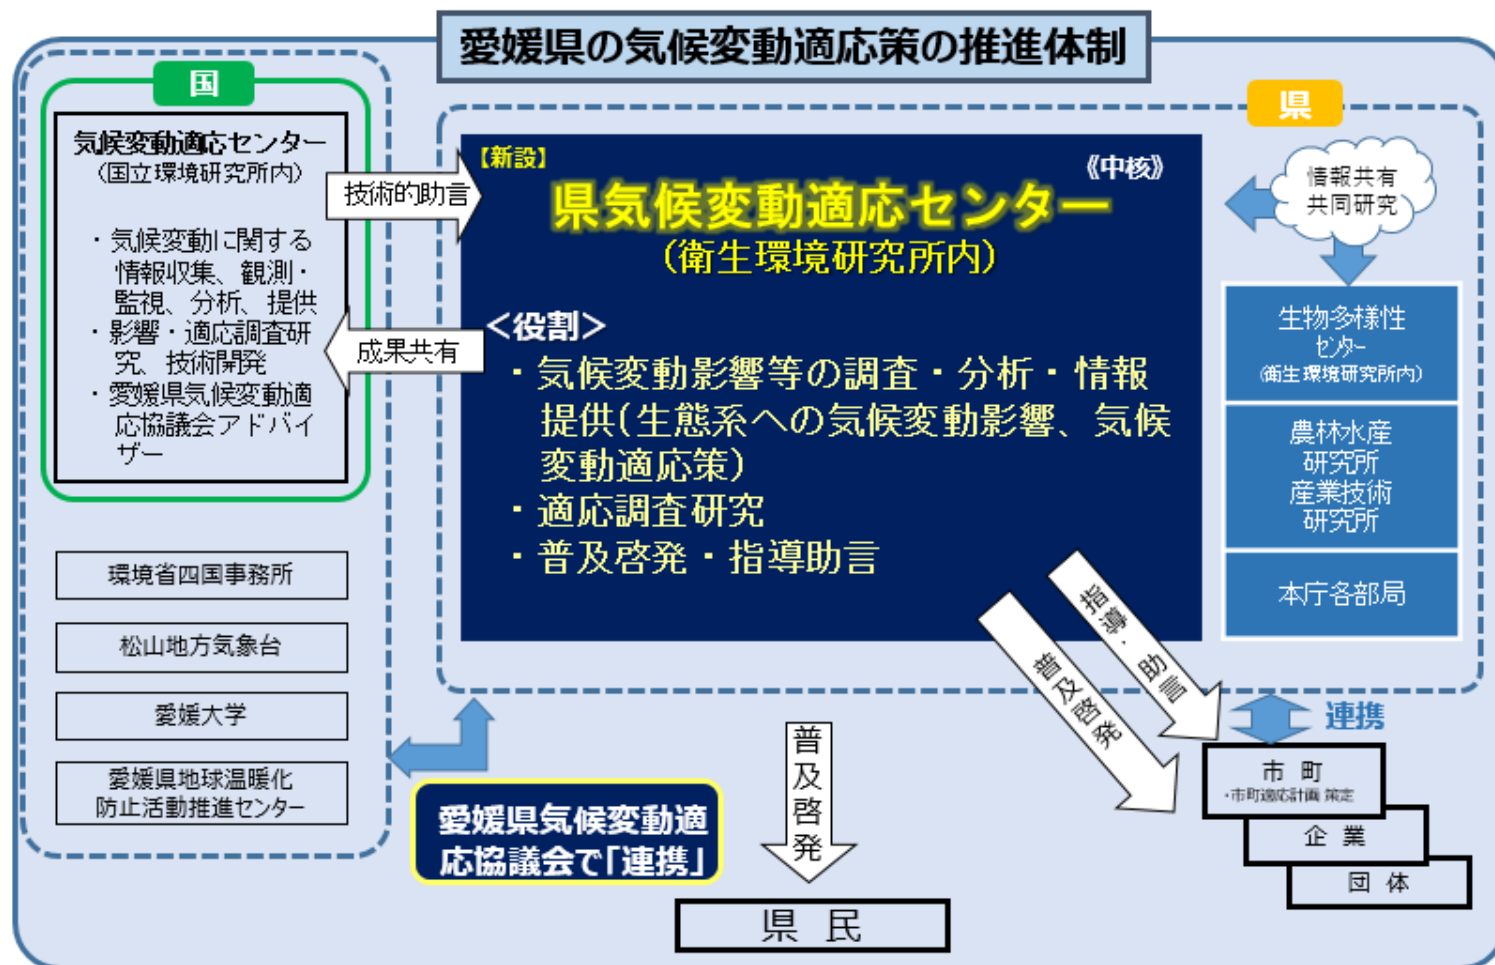 愛媛県の気候変動適応策の推進体制
国
気候変動適応センター
（国立環境研究所内）
・気候変動に関する
情報収集、観測・
監視、分析、提供
・影響・適応調査研
究、技術開発
・愛媛県気候変動適
応協議会アドバイ
ザー
環境省四国事務所
松山地方気象台
愛媛大学
愛媛県地球温暖化
防止活動推進センター
技術的助言
成果共有
県
【新設】
《中核》
県気候変動適応センター
（衛生環境研究所内）
＜役割＞
・気候変動影響等の調査・分析・情報
提供（生態系への気候変動影響、気候
変動適応策）
・適応調査研究
・普及啓発・指導助言
情報共有
共同研究
生物多様性
センター
（衛生環境研究所内）
農林水産
研究所
産業技術
研究所
本庁各部局
指導・助言
普及啓発
連携
市 町
・市町適応計画 策定
企 業
団 体
愛媛県気候変動適
応協議会で「連携」
普及啓発
県 民